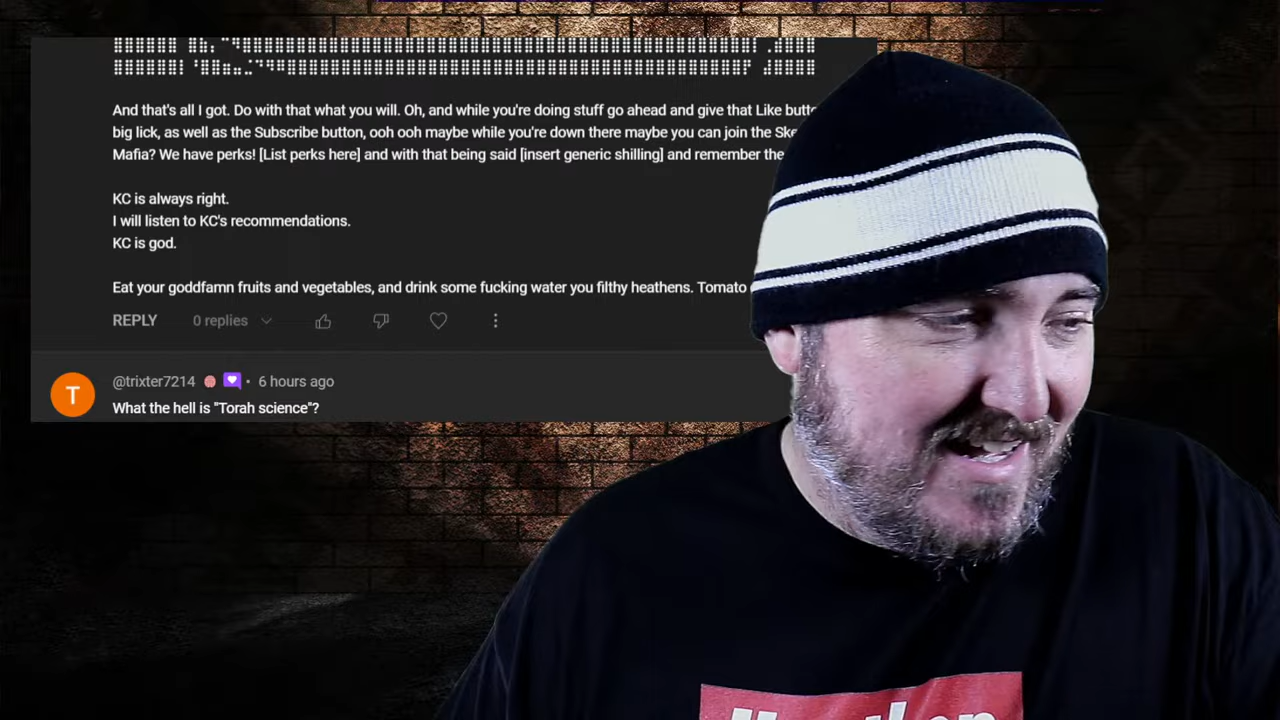 And that's all I got. Do with that what you will. Oh, and while you're doing stuff go ahead and give that Like
big lick, as well as the Subscribe button, ooh ooh maybe while you're down there maybe you can join the
Mafia? We have perks! [List perks here] and with that being said [insert generic shilling] and remember the
KC is always right.
I will listen to KC's recommendations.
KC is god.
Eat your goddfamn fruits and vegetables, and drink some fucking water you filthy heathens. Tomato
REPLY 0 replies
@trixter7214 • 6 hours ago
What the hell is "Torah science"?
T